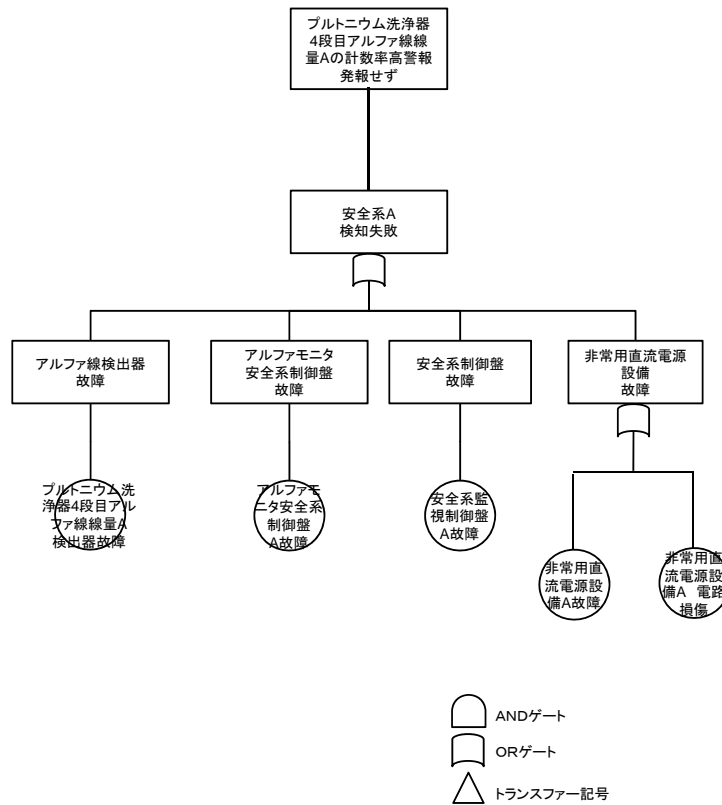 プルトニウム洗浄器
4段目アルファ線線
量Aの計数率高警報
発報せず
安全系A
検知失敗
アルファ線検出器
故障
アルファモニタ
安全系制御盤
故障
安全系制御盤
故障
非常用直流電源
設備
故障
プルトニウム洗
浄器4段目アル
ファ線線量A
検出器故障
アルファモ
ニタ安全系
制御盤
A故障
安全系監
視制御盤
A故障
非常用直
流電源設
備A故障
非常用直
流電源設
備A 電路
損傷
ANDゲート
ORゲート
トランスファー記号